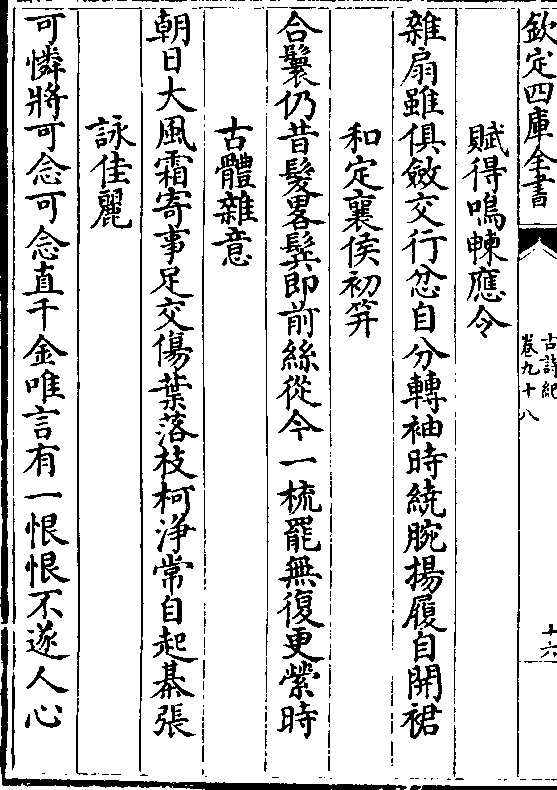 欽定四庫全書
古詩紀
卷九十八
十六
賦得鳴應令
雜扇雖俱斂交行忿自分轉袖時繞腕揚履自開裙
和定襄侯初筓
合鬟仍昔髮畧鬢即前絲從今一梳罷無復更縈時
古體雜意
朝日大風霜寄事足交傷葉落枝柯淨常自起棊張
詠佳麗
可憐將可念可念直千金唯言有一恨恨不遂人心